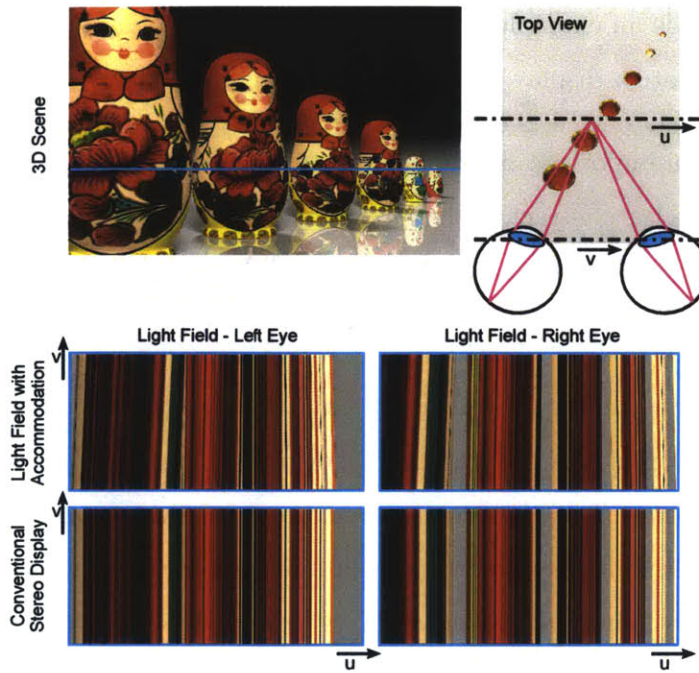 3D Scene
Top View
u
v
Light Field - Left Eye
Light Field - Right Eye
Light Field with
Accommodation
v
Conventional
Stereo Display
v
u
u